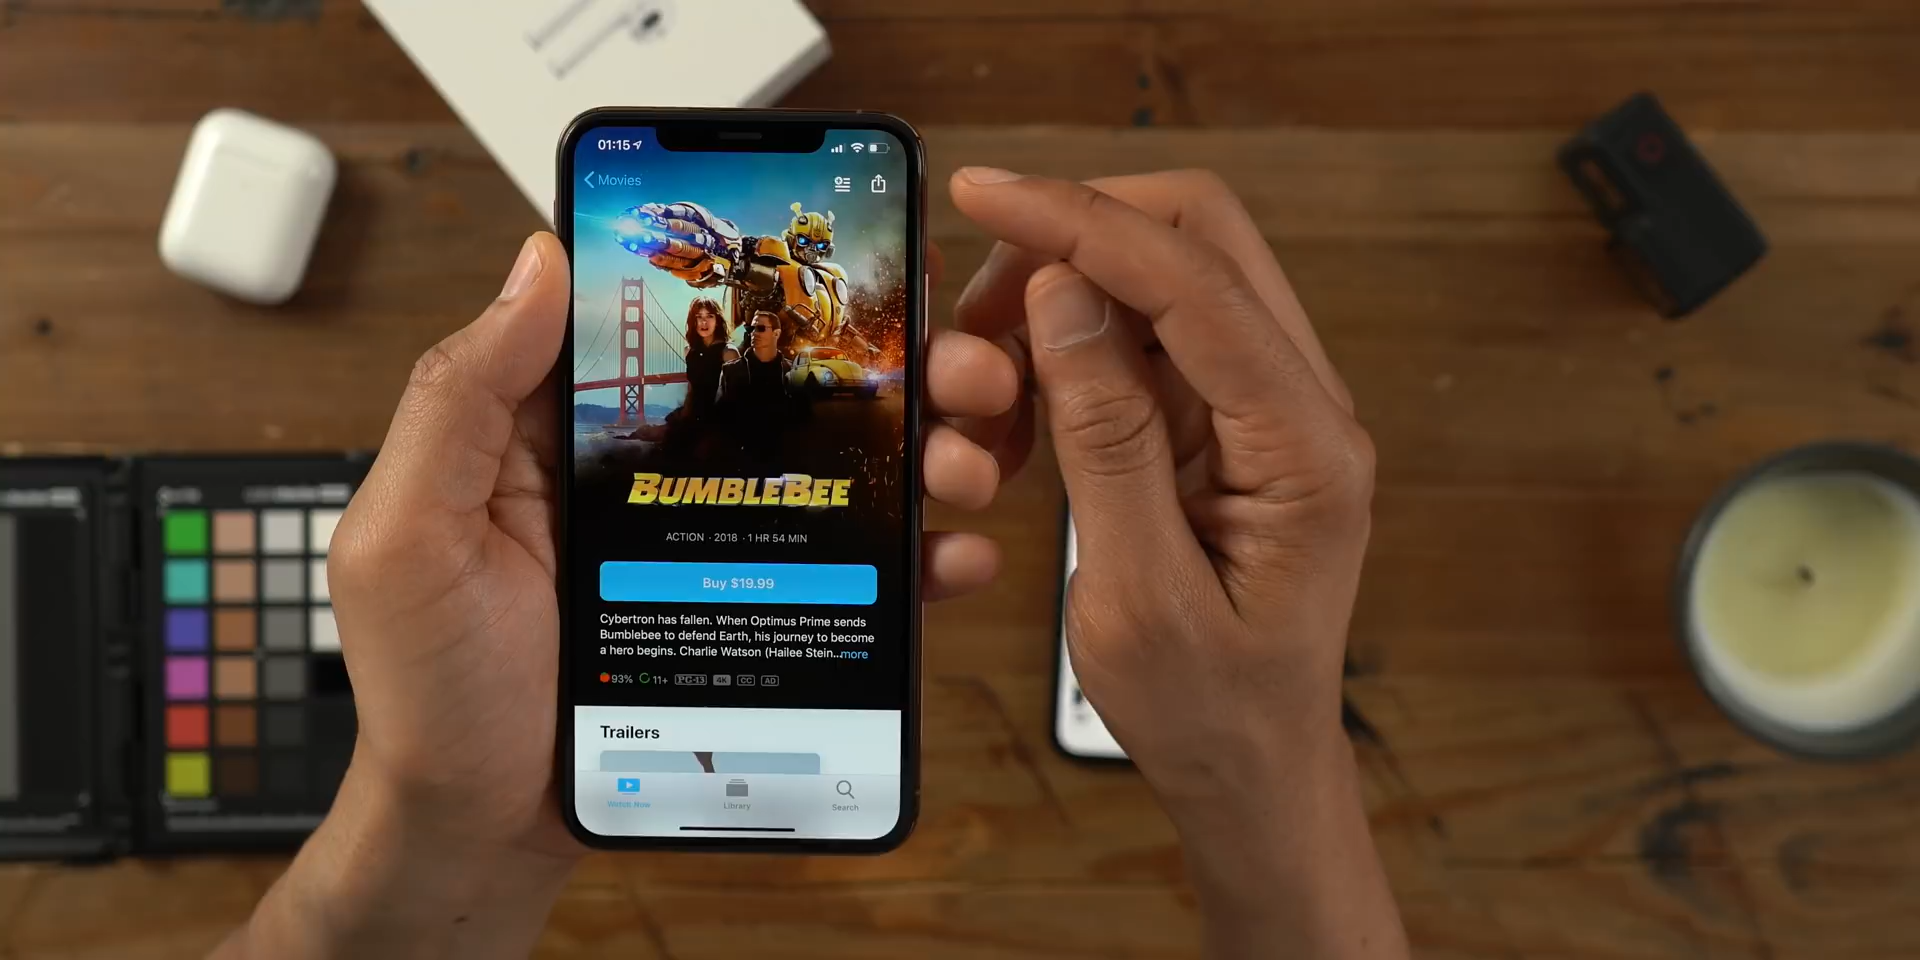 01:15
Movies
BUMBLEBEE
ACTION · 2018 · 1 HR 54 MIN
Buy $19.99
Cybertron has fallen. When Optimus Prime sends
Bumblebee to defend Earth, his journey to become
a hero begins. Charlie Watson (Hailee Stein...more
93% 11+ PG-13 4K CC AD
Trailers
Watch Now
Library
Search